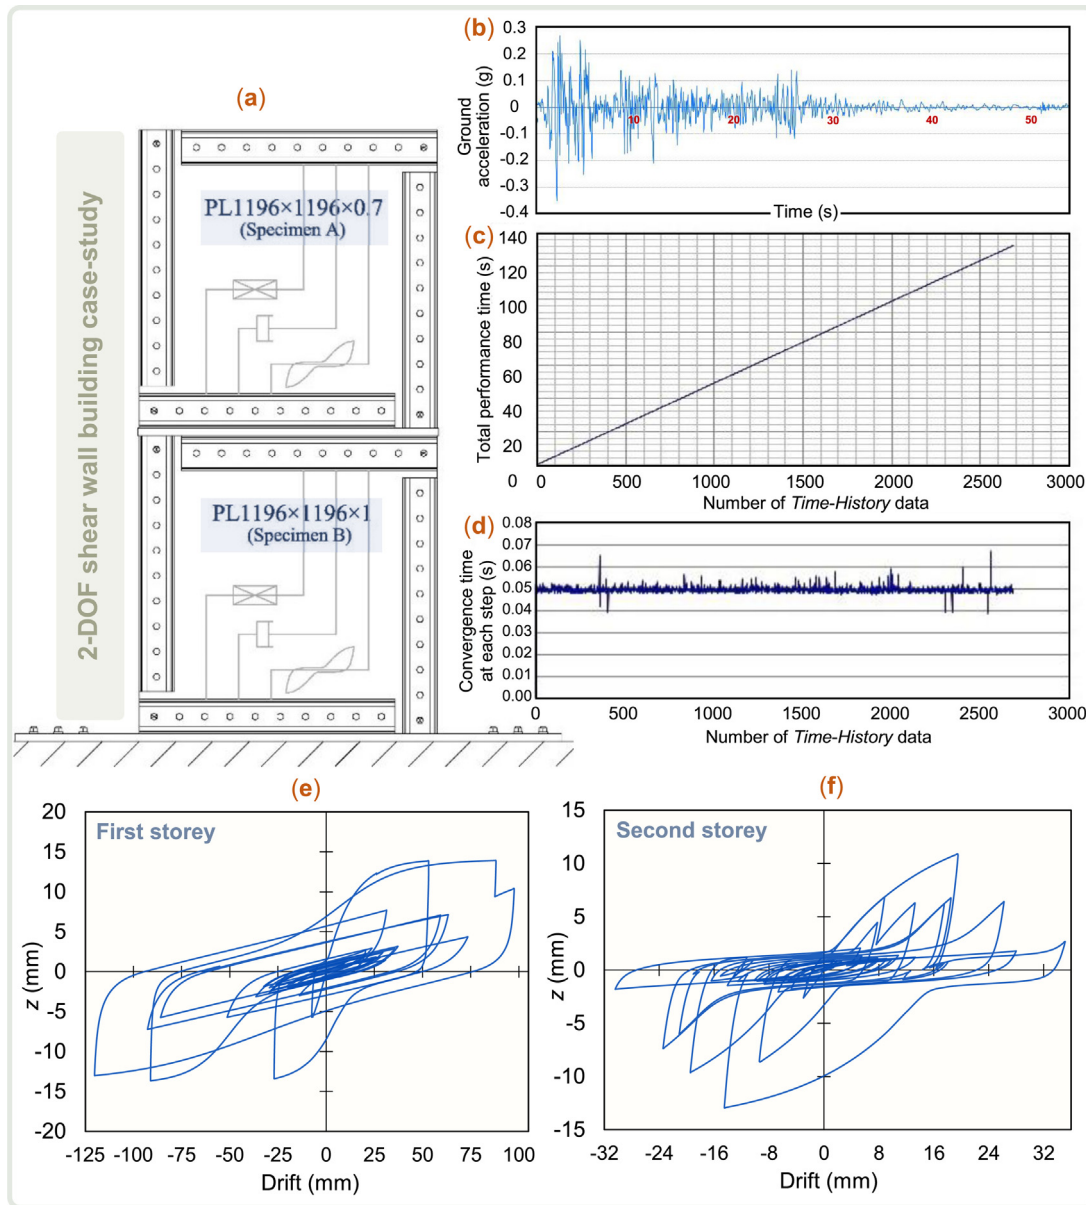 (a)
2-DOF shear wall building case-study
PL1196×1196×0.7
(Specimen A)
PL1196×1196×1
(Specimen B)
(b)
Ground
acceleration (g)
0.3
0.2
0.1
0
-0.1
-0.2
-0.3
-0.4
10
20
30
40
50
Time (s)
(c)
Total performance time (s)
140
120
100
80
60
40
20
0
0
500
1000
1500
2000
2500
3000
Number of Time-History data
(d)
Convergence time
at each step (s)
0.08
0.07
0.06
0.05
0.04
0.03
0.02
0.01
0.00
0
500
1000
1500
2000
2500
3000
Number of Time-History data
(e)
First storey
z (mm)
20
15
10
5
0
-5
-10
-15
-20
-125 -100 -75 -50 -25 0 25 50 75 100
Drift (mm)
(f)
Second storey
z (mm)
15
10
5
0
-5
-10
-15
-32 -24 -16 -8 0 8 16 24 32
Drift (mm)